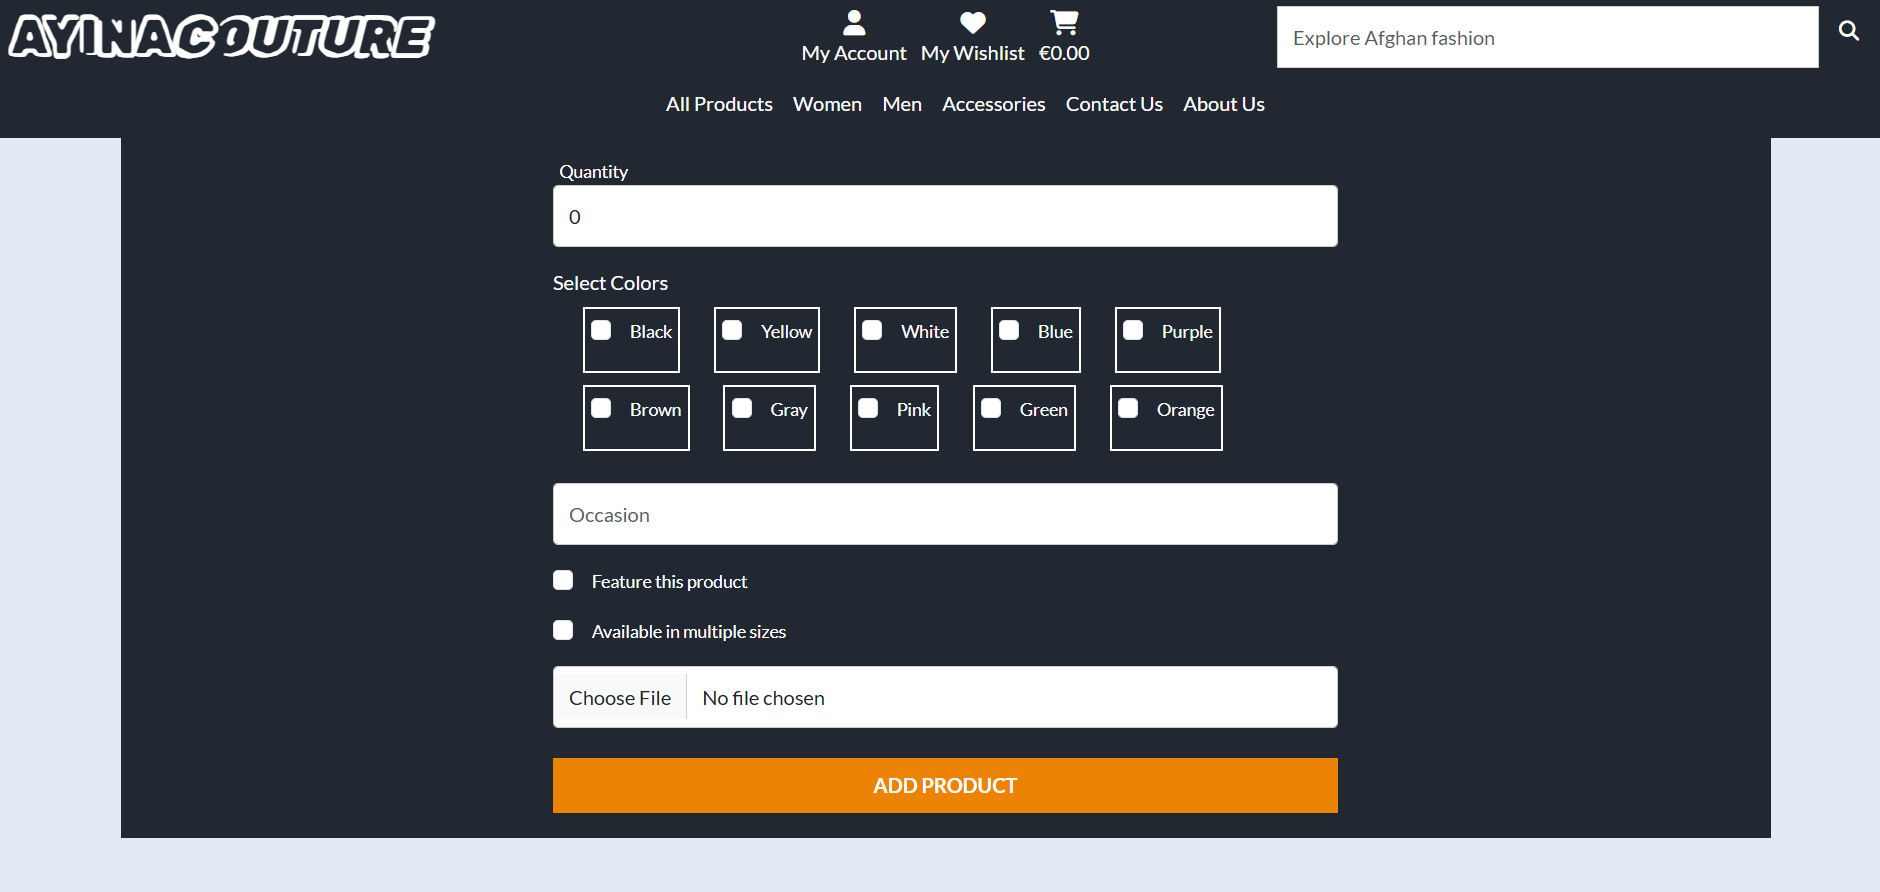 AYINACOUTURE
My Account My Wishlist €0.00
Explore Afghan fashion
All Products Women Men Accessories Contact Us About Us
Quantity
0
Select Colors
Black Yellow White Blue Purple
Brown Gray Pink Green Orange
Occasion
Feature this product
Available in multiple sizes
Choose File No file chosen
ADD PRODUCT